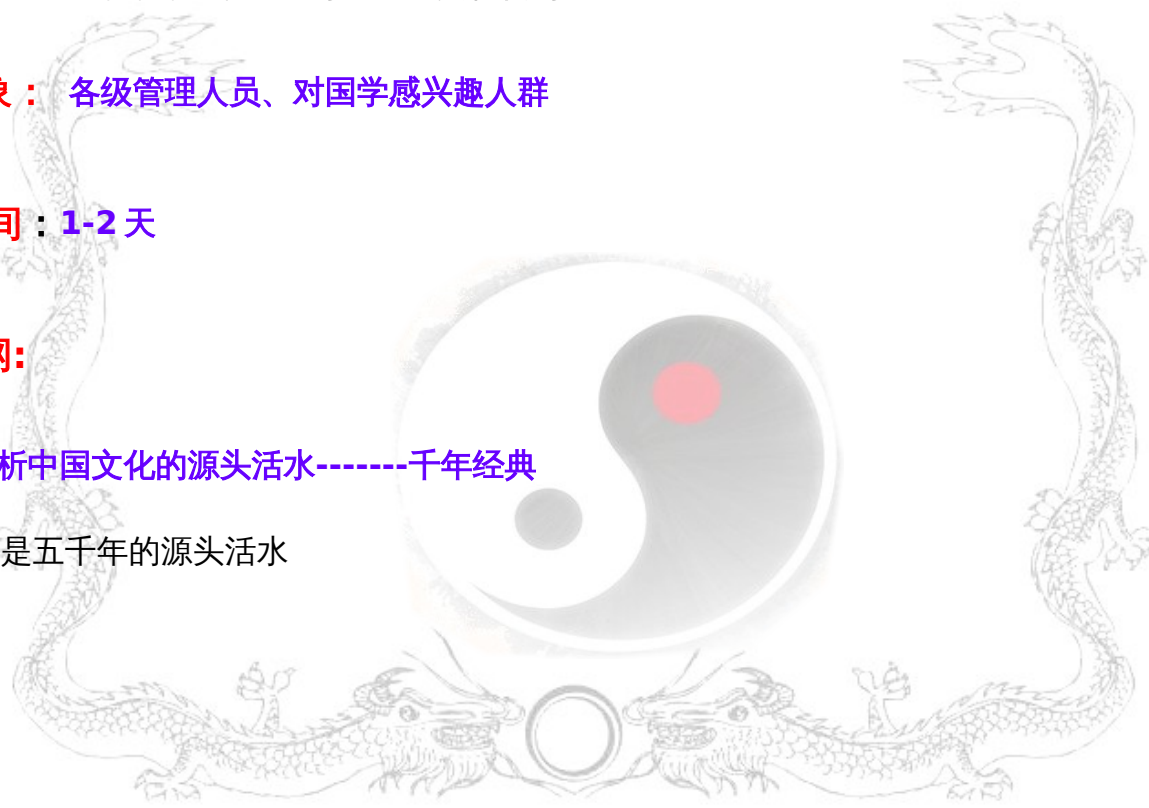 象： 各级管理人员、对国学感兴趣人群
间：1-2 天
纲:
析中国文化的源头活水-------千年经典
是五千年的源头活水